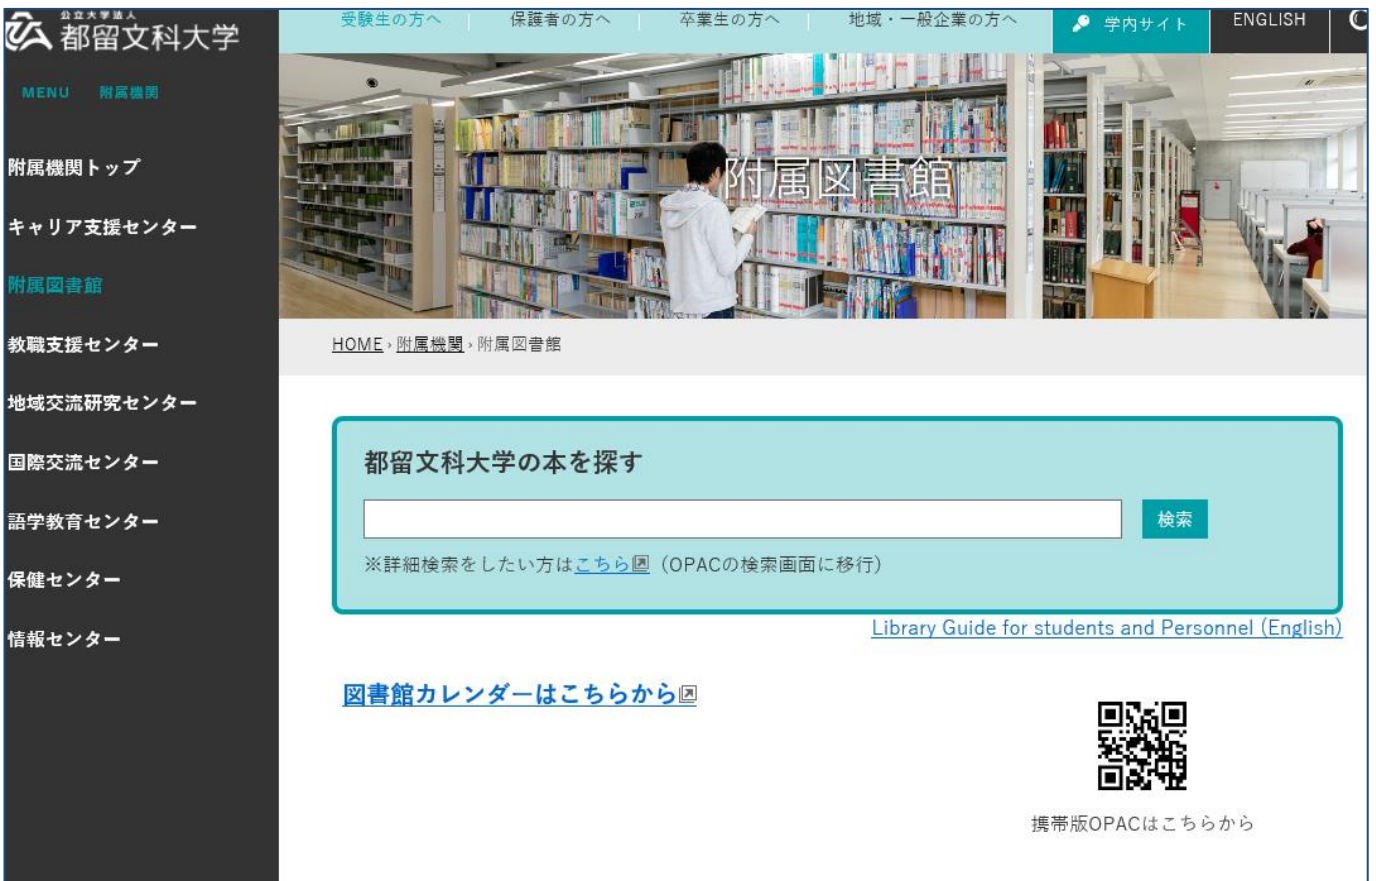 公立大学法人
都留文科大学
受験生の方へ
保護者の方へ
卒業生の方へ
地域・一般企業の方へ
学内サイト
ENGLISH
MENU 附属機関
附属機関トップ
キャリア支援センター
附属図書館
教職支援センター
地域交流研究センター
国際交流センター
語学教育センター
保健センター
情報センター
附属図書館
HOME › 附属機関 › 附属図書館
都留文科大学の本を探す
検索
※詳細検索をしたい方はこちら（OPACの検索画面に移行）
Library Guide for students and Personnel (English)
図書館カレンダーはこちらから
携帯版OPACはこちらから